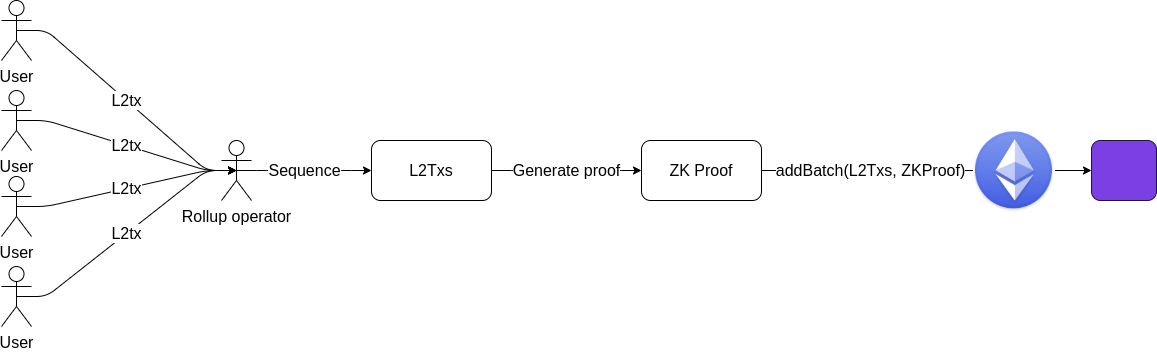 User
L2tx
User
L2tx
User
L2tx
User
L2tx
Rollup operator
Sequence
L2Txs
Generate proof
ZK Proof
addBatch(L2Txs, ZKProof)